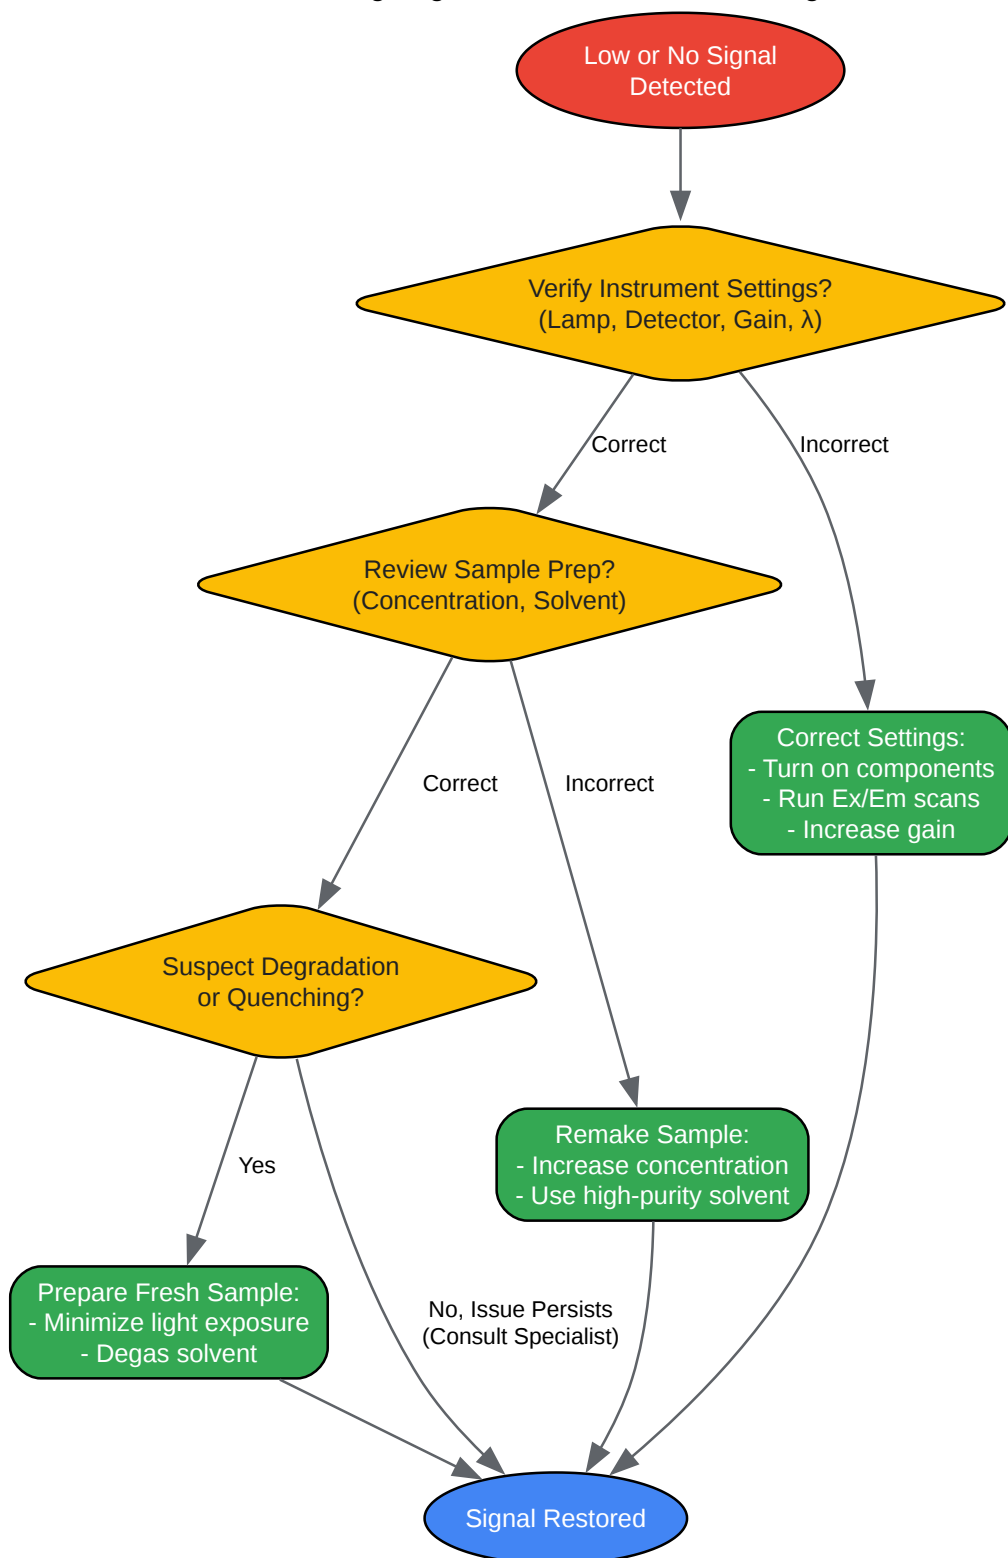 Low or No Signal
Detected
Verify Instrument Settings?
(Lamp, Detector, Gain, λ)
Correct
Incorrect
Review Sample Prep?
(Concentration, Solvent)
Correct Settings:
- Turn on components
- Run Ex/Em scans
- Increase gain
Correct
Incorrect
Suspect Degradation
or Quenching?
Remake Sample:
- Increase concentration
- Use high-purity solvent
Yes
Prepare Fresh Sample:
- Minimize light exposure
- Degas solvent
No, Issue Persists
(Consult Specialist)
Signal Restored